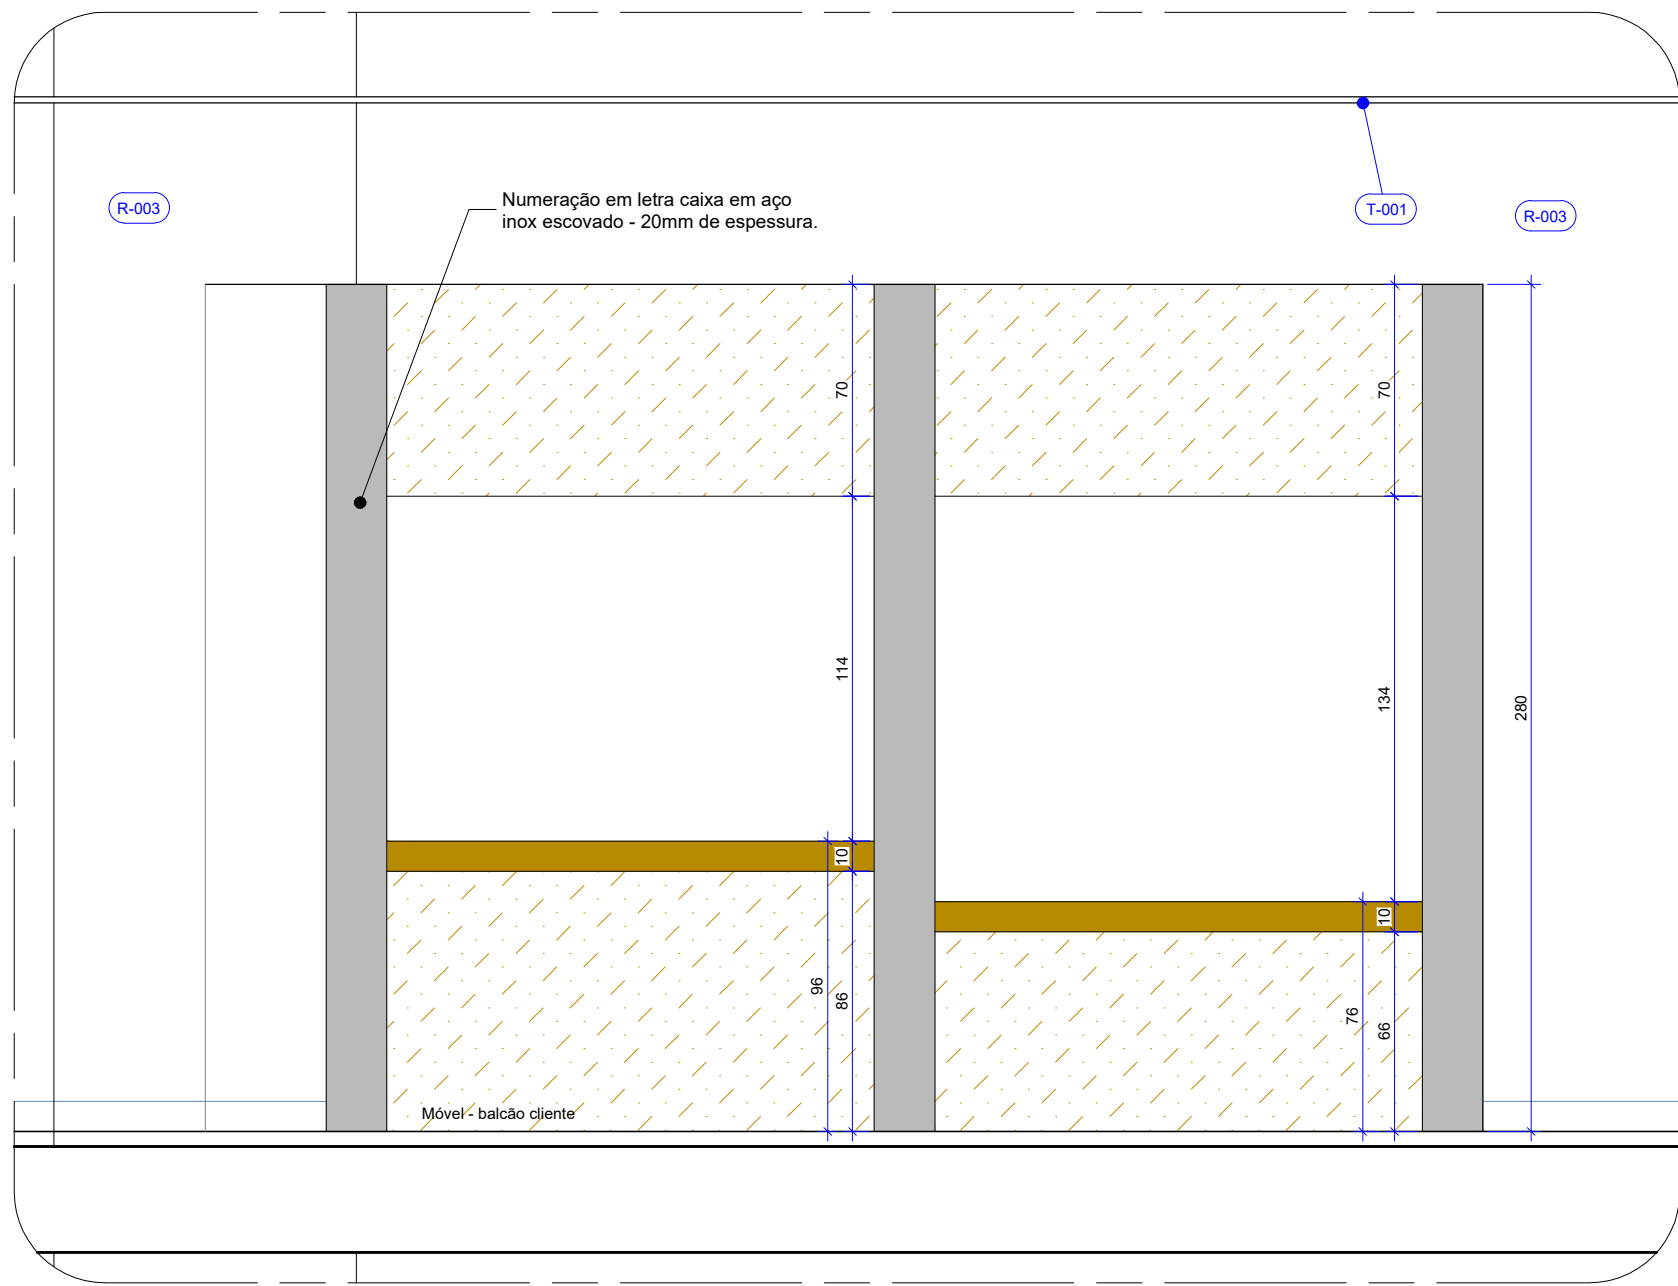 R-003
Numeração em letra caixa em aço
inox escovado - 20mm de espessura.
T-001
R-003
70
70
114
134
280
10
10
96
86
76
66
Móvel - balcão cliente